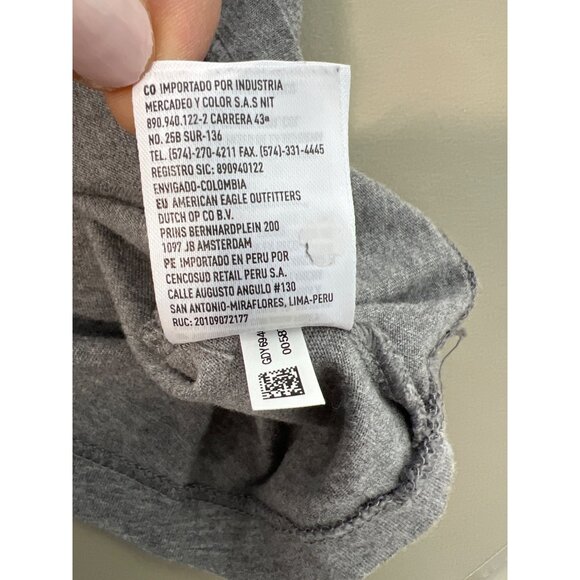 CO IMPORTADO POR INDUSTRIA
MERCADEO Y COLOR S.A.S NIT
890.940.122-2 CARRERA 43ª
NO. 25B SUR-136
TEL. (574)-270-4211 FAX. (574)-331-4445
REGISTRO SIC: 890940122
ENVIGADO-COLOMBIA
EU AMERICAN EAGLE OUTFITTERS
DUTCH OP CO B.V.
PRINS BERNHARDPLEIN 200
1097 JB AMSTERDAM
PE IMPORTADO EN PERU POR
CENCOSUD RETAIL PERU S.A.
CALLE AUGUSTO ANGULO #130
SAN ANTONIO-MIRAFLORES, LIMA-PERU
RUC: 20109072177